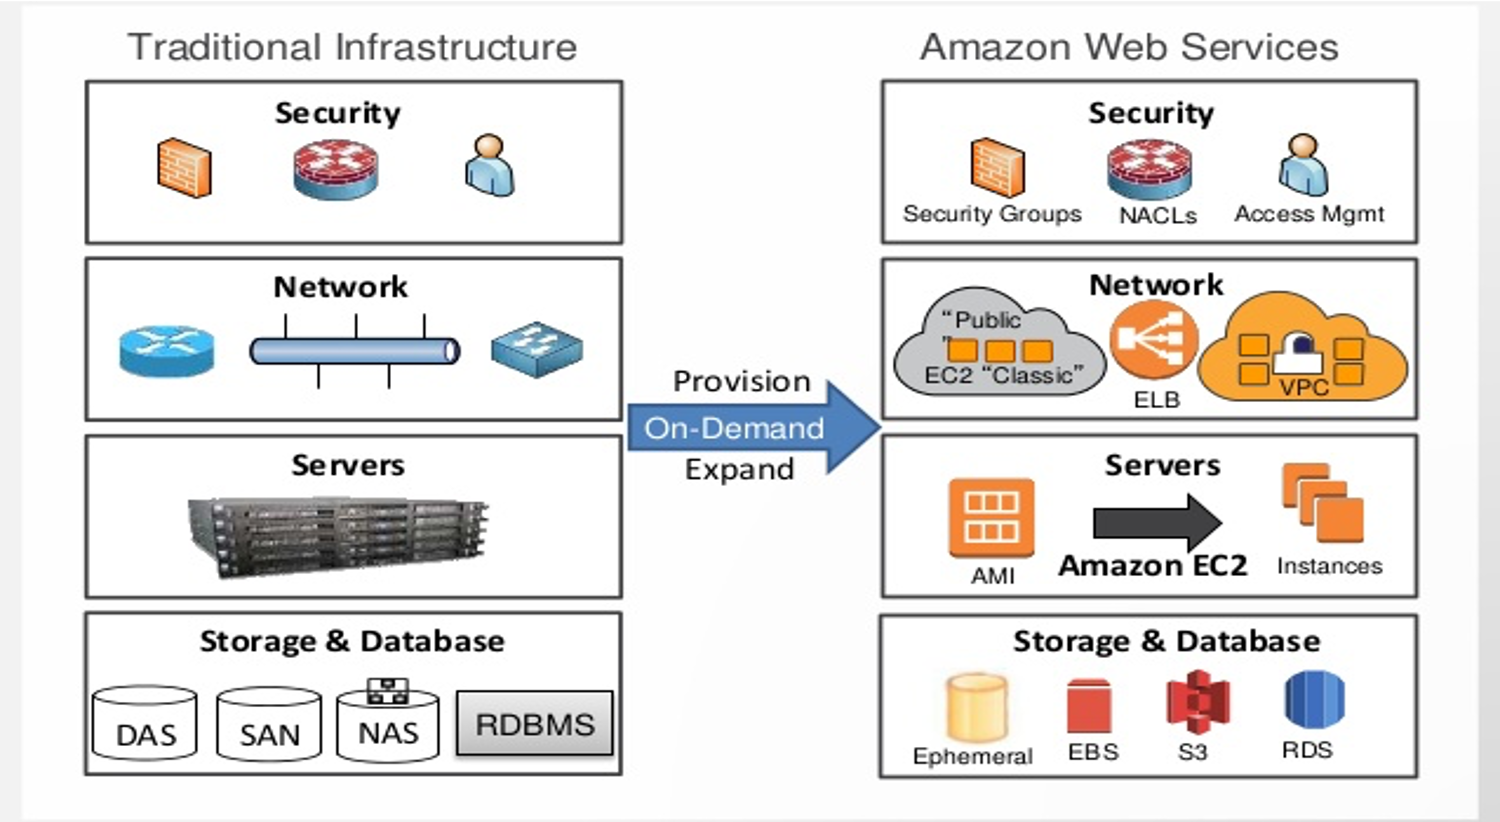 Traditional Infrastructure
Security
Network
Servers
Storage & Database
DAS
SAN
NAS
RDBMS
Provision
On-Demand
Expand
Amazon Web Services
Security
Security Groups
NACLs
Access Mgmt
Network
“Public
”
EC2 “Classic”
ELB
VPC
Servers
AMI
Amazon EC2
Instances
Storage & Database
Ephemeral
EBS
S3
RDS